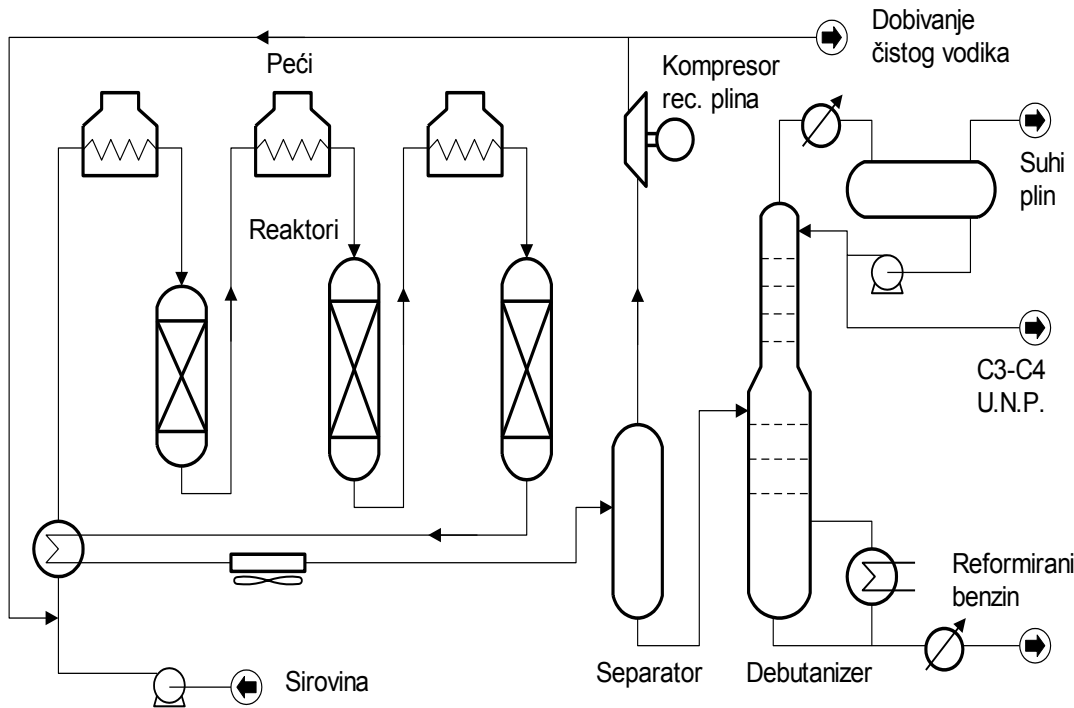 Dobivanje
čistog vodika
Peći
Kompresor
rec. plina
Suhi
plin
Reaktori
C3-C4
U.N.P.
Reformirani
benzin
Separator
Debutanizer
Sirovina